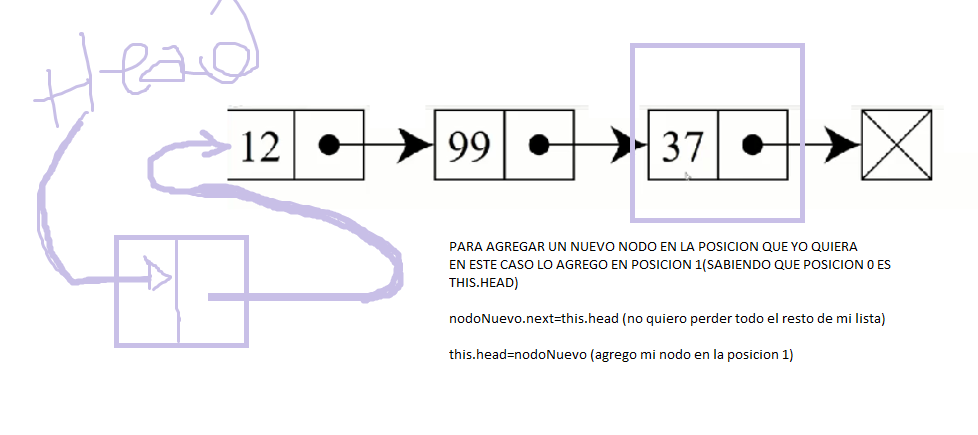 Head
12 99 37
PARA AGREGAR UN NUEVO NODO EN LA POSICION QUE YO QUIERA
EN ESTE CASO LO AGREGO EN POSICION 1(SABIENDO QUE POSICION 0 ES
THIS.HEAD)
nodoNuevo.next=this.head (no quiero perder todo el resto de mi lista)
this.head=nodoNuevo (agrego mi nodo en la posicion 1)